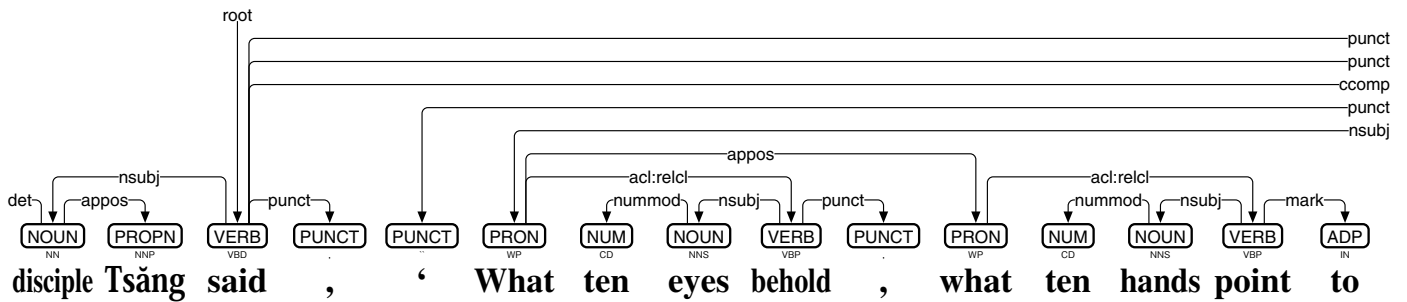 root
punct
punct
ccomp
punct
nsubj
appos
nsubj acl:relcl acl:relcl
det appos punct nummod nsubj punct nummod nsubj mark
NOUN PROPN VERB PUNCT PUNCT PRON NUM NOUN VERB PUNCT PRON NUM NOUN VERB ADP
NN NNP VBD , `` WP CD NNS VBP , WP CD NNS VBP IN
disciple Tsăng said , ‘ What ten eyes behold , what ten hands point to